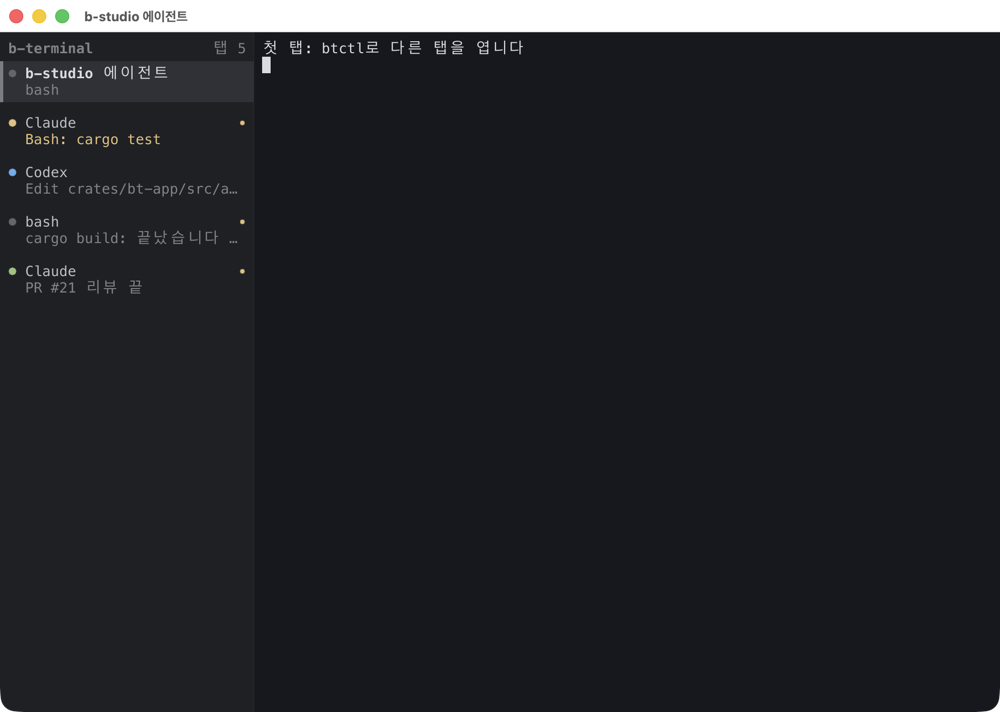 b-studio 에이전트
b-terminal 탭 5
b-studio 에이전트
bash
Claude
Bash: cargo test
Codex
Edit crates/bt-app/src/a…
bash
cargo build: 끝났습니다 …
Claude
PR #21 리뷰 끝
첫 탭: btctl로 다른 탭을 엽니다